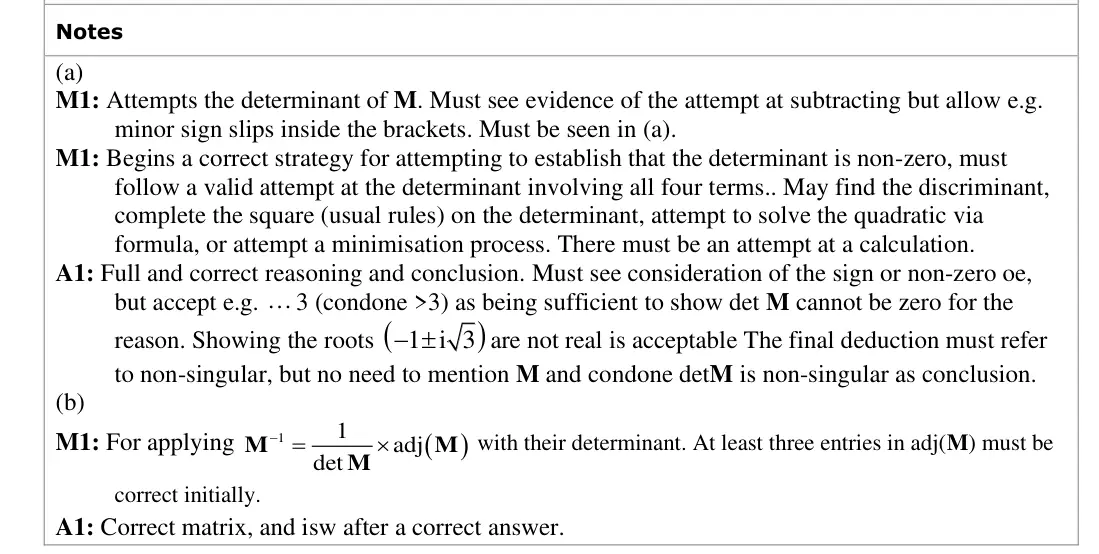 Notes
(a)
M1: Attempts the determinant of M. Must see evidence of the attempt at subtracting but allow e.g.
minor sign slips inside the brackets. Must be seen in (a).
M1: Begins a correct strategy for attempting to establish that the determinant is non-zero, must
follow a valid attempt at the determinant involving all four terms.. May find the discriminant,
complete the square (usual rules) on the determinant, attempt to solve the quadratic via
formula, or attempt a minimisation process. There must be an attempt at a calculation.
A1: Full and correct reasoning and conclusion. Must see consideration of the sign or non-zero oe,
but accept e.g. … 3 (condone >3) as being sufficient to show det M cannot be zero for the
reason. Showing the roots (−1±i√3) are not real is acceptable The final deduction must refer
to non-singular, but no need to mention M and condone detM is non-singular as conclusion.
(b)
M1: For applying M⁻¹ = 1/det M × adj(M) with their determinant. At least three entries in adj(M) must be
correct initially.
A1: Correct matrix, and isw after a correct answer.